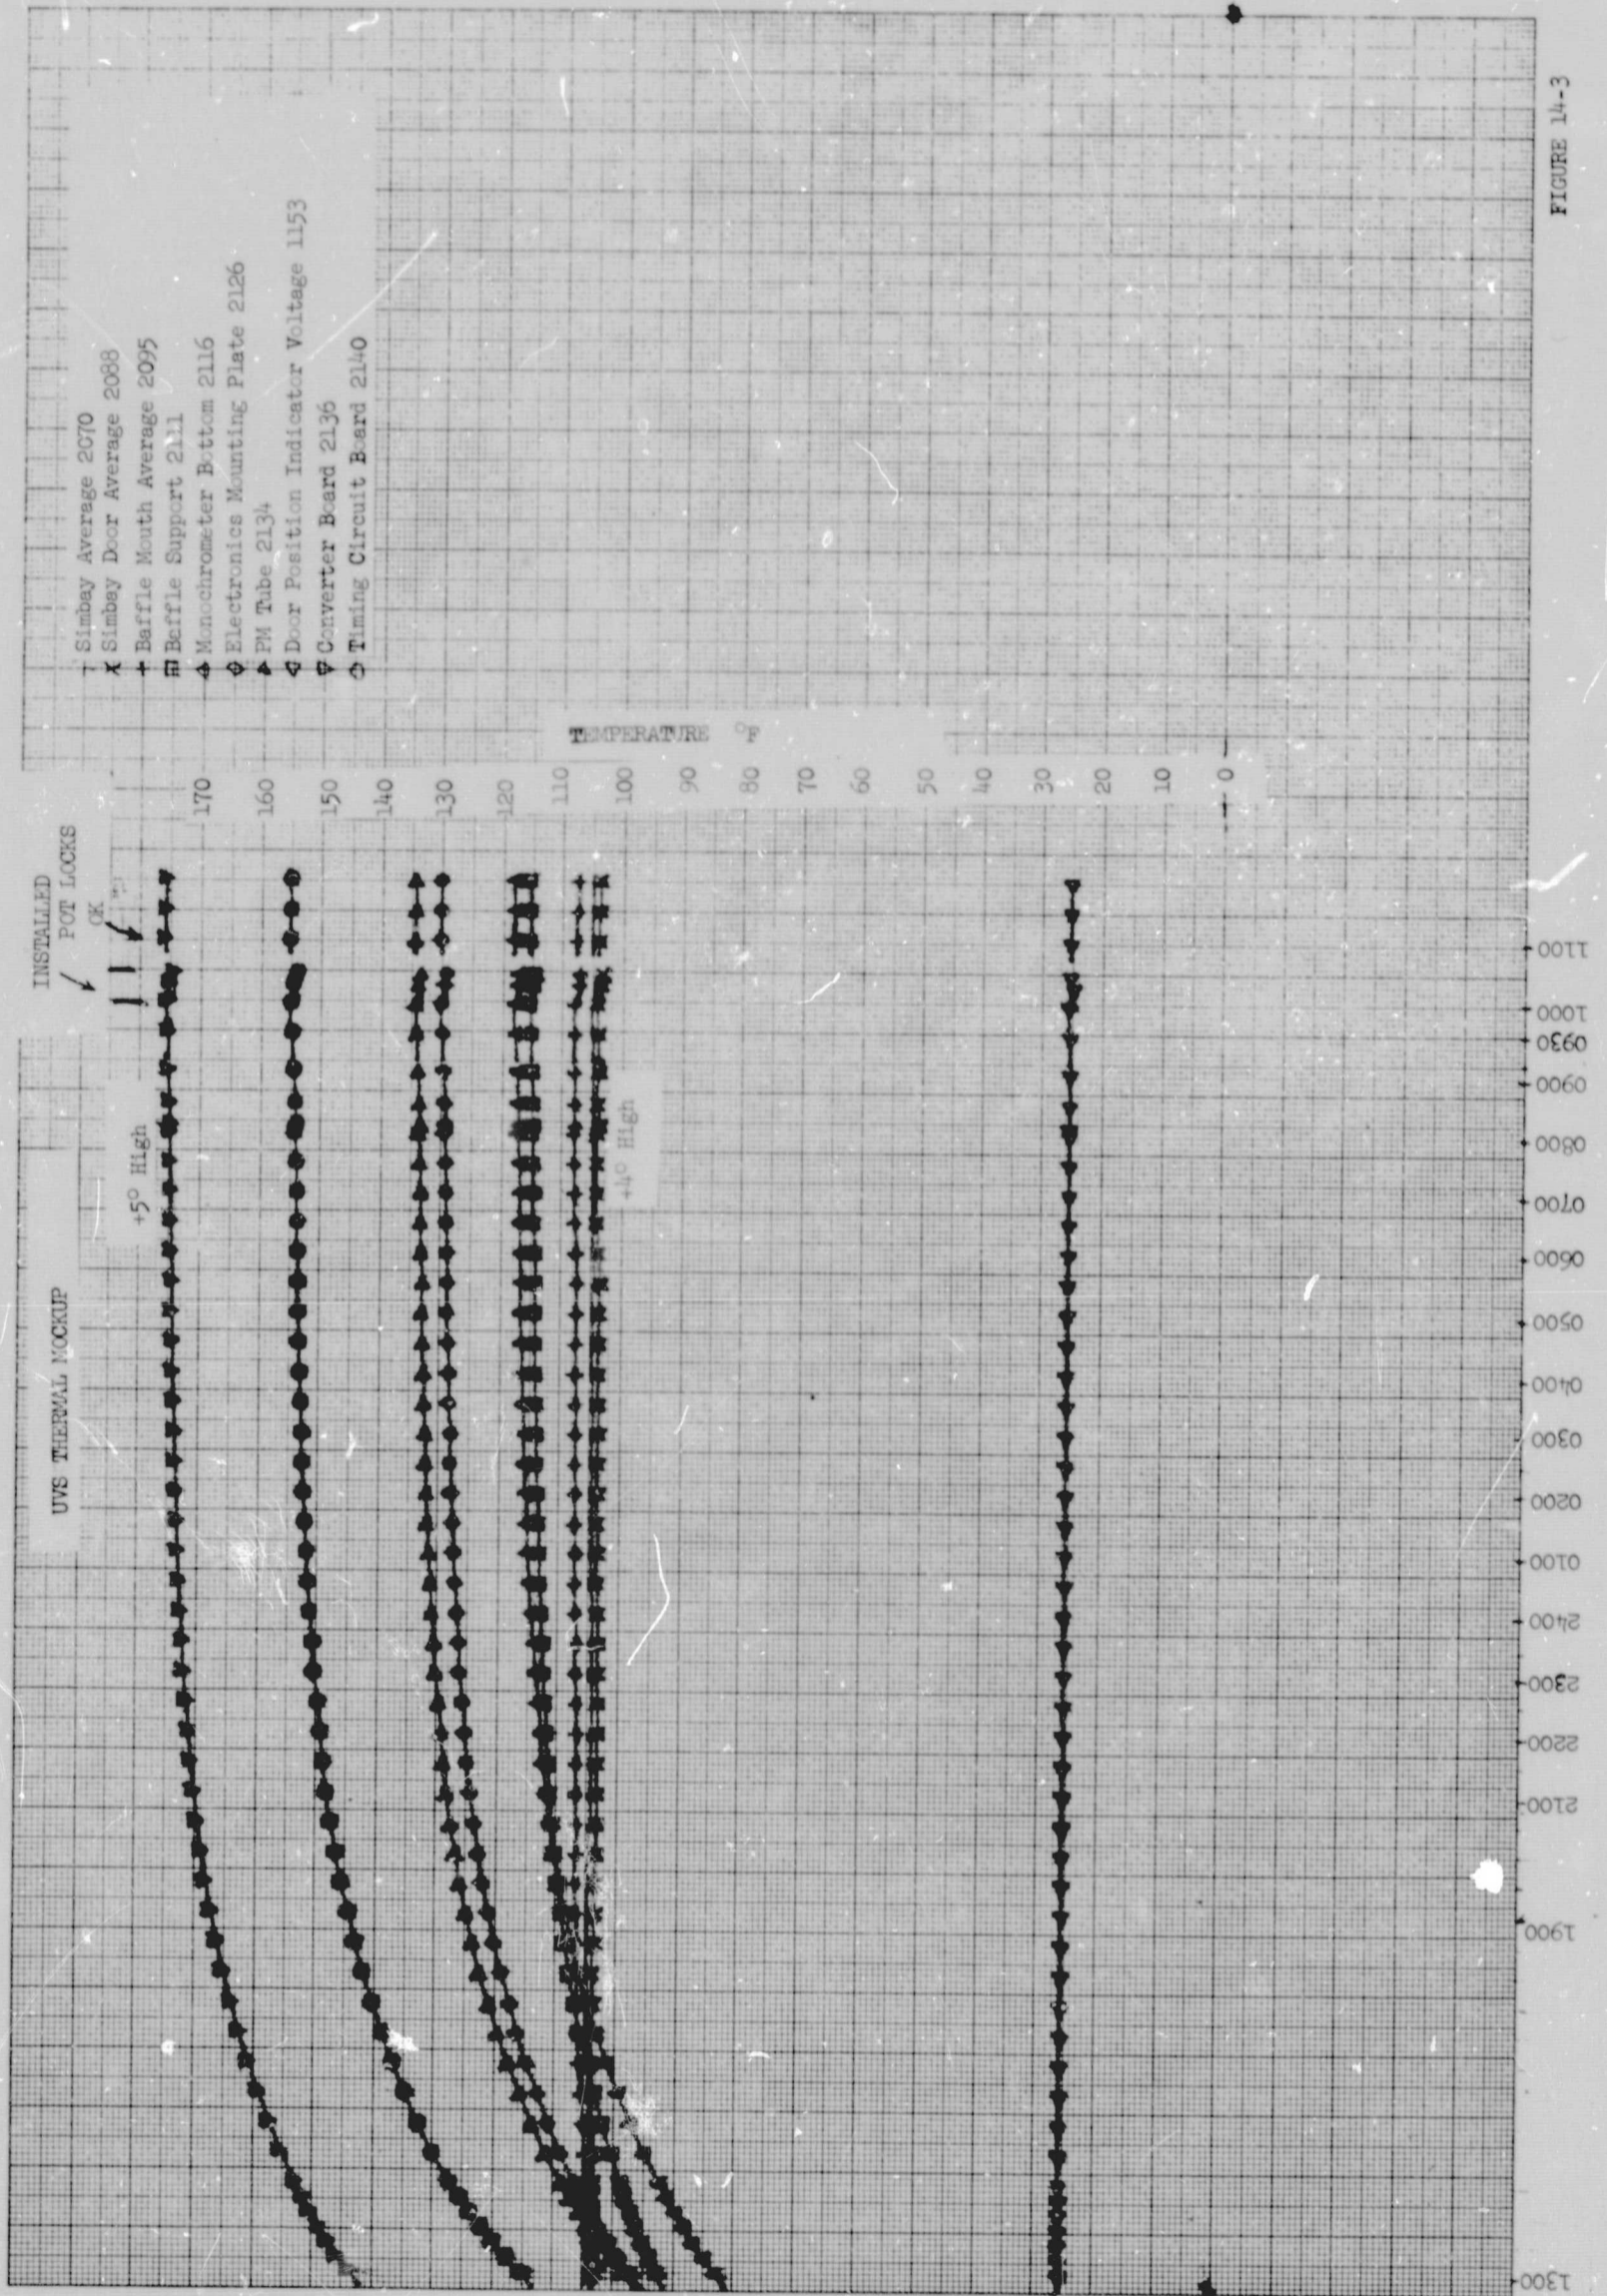 UVS THERMAL MOCKUP
INSTALLED
POT LOCKS
OK
+5° High
+4° High
Simbay Average 2070
Simbay Door Average 2088
Baffle Mouth Average 2095
Baffle Support 2111
Monochrometer Bottom 2116
Electronics Mounting Plate 2126
PM Tube 2134
Door Position Indicator Voltage 1153
Converter Board 2136
Timing Circuit Board 2140
TEMPERATURE °F
170
160
150
140
130
120
110
100
90
80
70
60
50
40
30
20
10
0
1300
1900
2100
2200
2300
2400
0100
0200
0300
0400
0500
0600
0700
0800
0900
0930
1000
1100
FIGURE 14-3